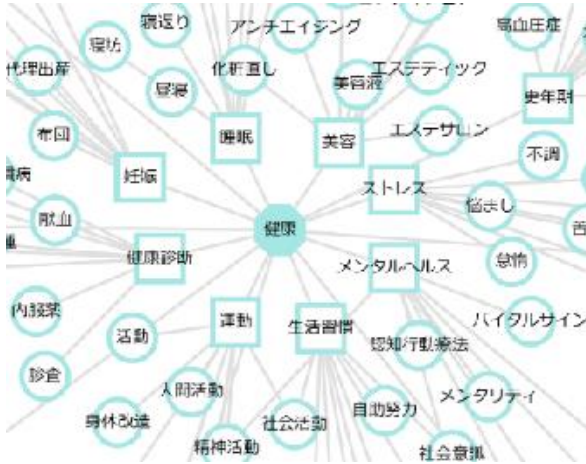 寝返り
アンチエイジング
高血圧症
寝坊
代理出産
化粧直し
美容液
エステティック
昼寝
更年期
布団
睡眠
美容
エステサロン
不調
妊娠
ストレス
献血
健康
悩まし
健康診断
メンタルヘルス
怠惰
内服薬
活動
運動
生活習慣
認知行動療法
バイタルサイン
診査
人間活動
メンタリティ
身体改造
社会活動
自助努力
精神活動
社会意識